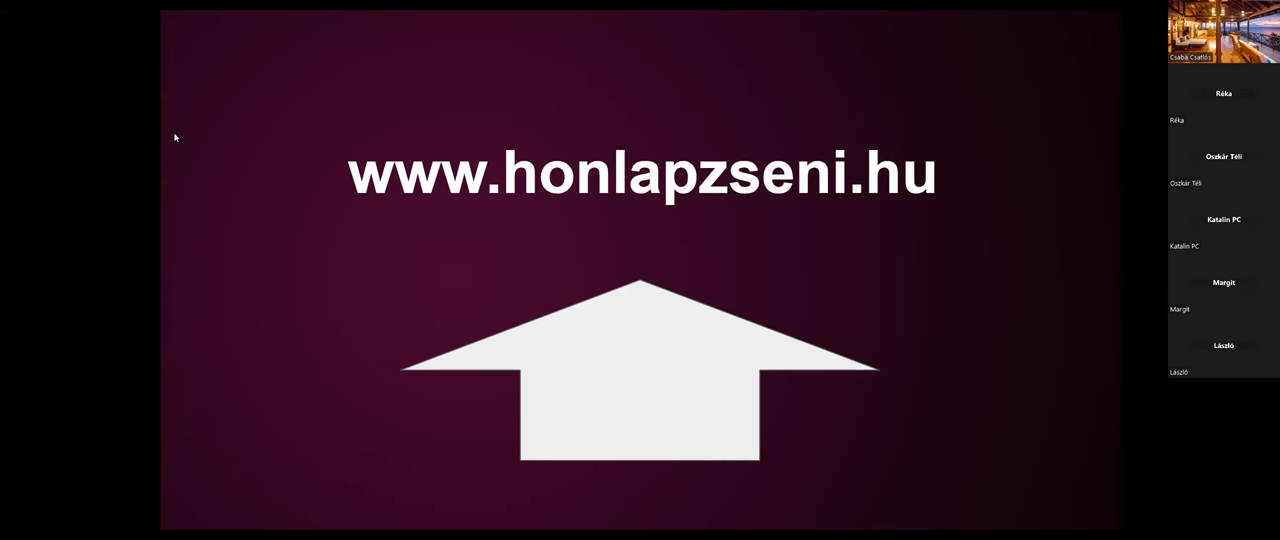 www.honlapzseni.hu
Csaba Csatlós
Réka
Réka
Oszkár Téli
Oszkár Téli
Katalin PC
Katalin PC
Margit
Margit
László
László